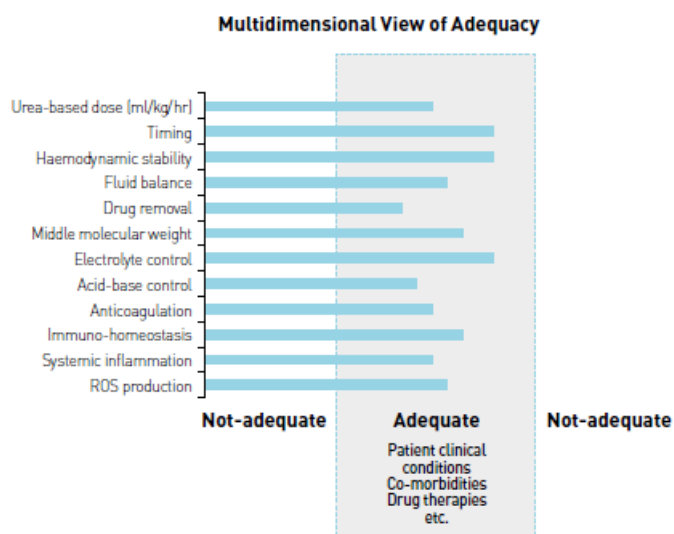 Multidimensional View of Adequacy
Urea-based dose (ml/kg/hr)
Timing
Haemodynamic stability
Fluid balance
Drug removal
Middle molecular weight
Electrolyte control
Acid-base control
Anticoagulation
Immuno-homeostasis
Systemic inflammation
ROS production
Not-adequate
Adequate
Not-adequate
Patient clinical
conditions
Co-morbidities
Drug therapies
etc.